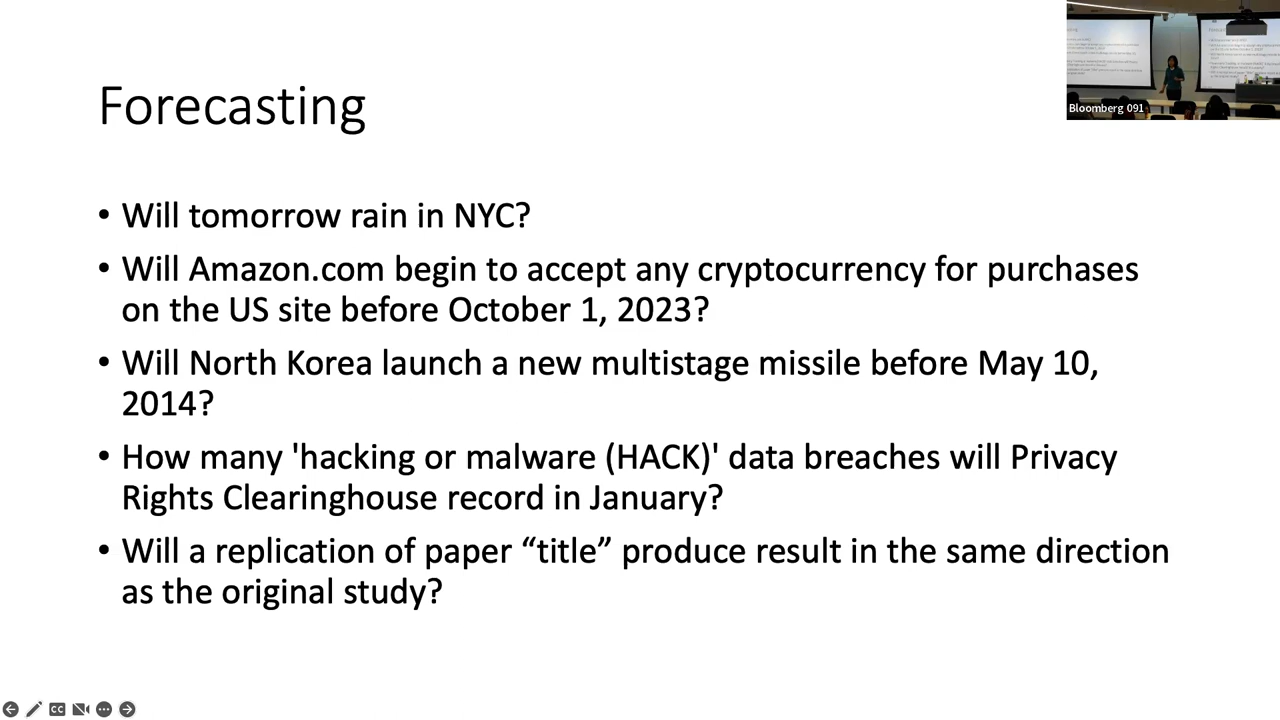 Forecasting
• Will tomorrow rain in NYC?
• Will Amazon.com begin to accept any cryptocurrency for purchases
on the US site before October 1, 2023?
• Will North Korea launch a new multistage missile before May 10,
2014?
• How many 'hacking or malware (HACK)' data breaches will Privacy
Rights Clearinghouse record in January?
• Will a replication of paper “title” produce result in the same direction
as the original study?
Bloomberg 091
CC